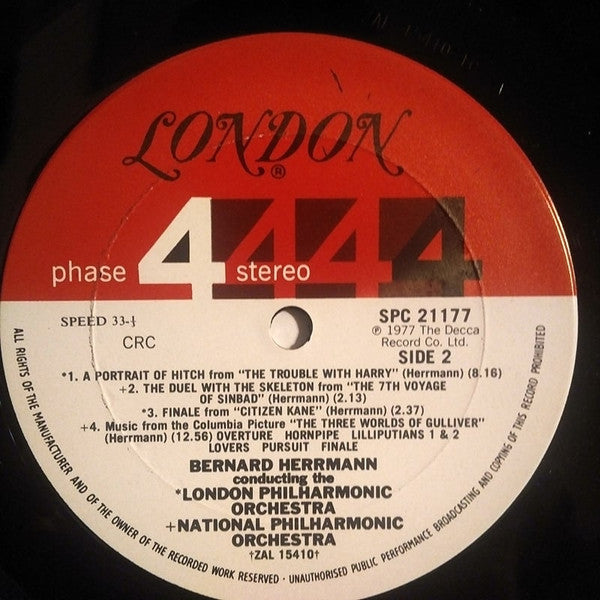 LONDON
®
phase 4 stereo
444
SPEED 33-⅓
CRC
SPC 21177
℗ 1977 The Decca
Record Co. Ltd.
SIDE 2
*1. A PORTRAIT OF HITCH from "THE TROUBLE WITH HARRY" (Herrmann) (8.16)
+2. THE DUEL WITH THE SKELETON from "THE 7TH VOYAGE
OF SINBAD" (Herrmann) (2.13)
*3. FINALE from "CITIZEN KANE" (Herrmann) (2.37)
+4. Music from the Columbia Picture "THE THREE WORLDS OF GULLIVER"
(Herrmann) (12.56) OVERTURE HORNPIPE LILLIPUTIANS 1 & 2
LOVERS PURSUIT FINALE
BERNARD HERRMANN
conducting the
*LONDON PHILHARMONIC
ORCHESTRA
+NATIONAL PHILHARMONIC
ORCHESTRA
†ZAL 15410†
ALL RIGHTS OF THE MANUFACTURER AND OF THE OWNER OF THE RECORDED WORK RESERVED · UNAUTHORISED PUBLIC PERFORMANCE BROADCASTING AND COPYING OF THIS RECORD PROHIBITED